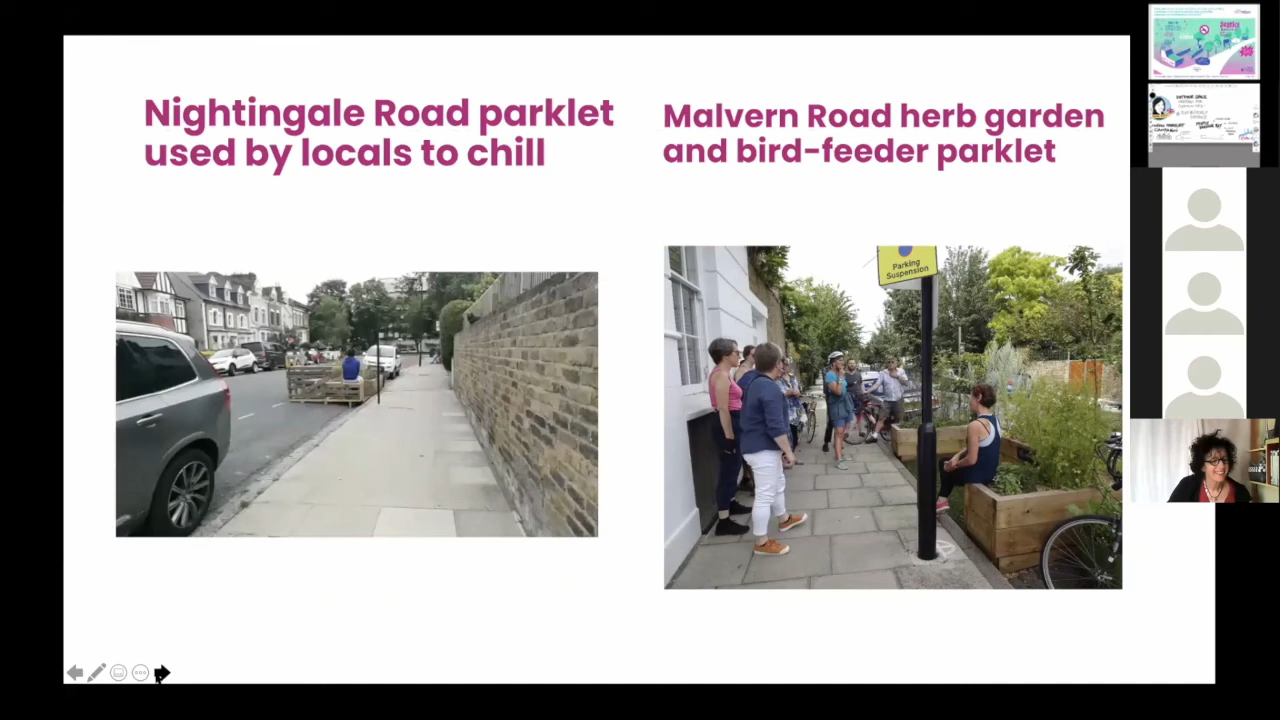 Nightingale Road parklet
used by locals to chill
Malvern Road herb garden
and bird-feeder parklet
Parking
Suspension